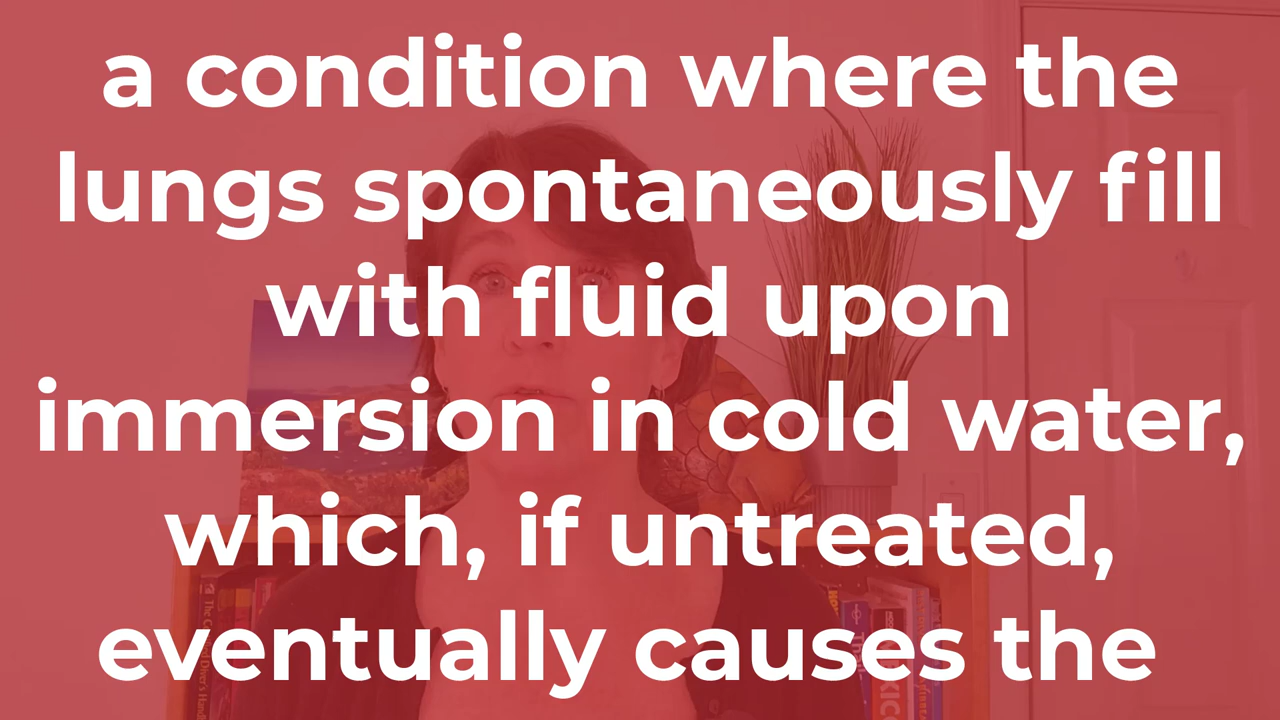 a condition where the
lungs spontaneously fill
with fluid upon
immersion in cold water,
which, if untreated,
eventually causes the